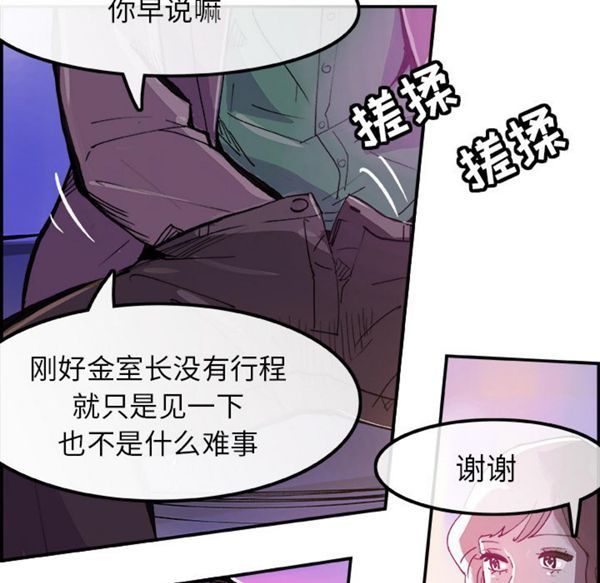 你早说嘛
搓揉
搓揉
刚好金室长没有行程
就只是见一下
也不是什么难事
谢谢